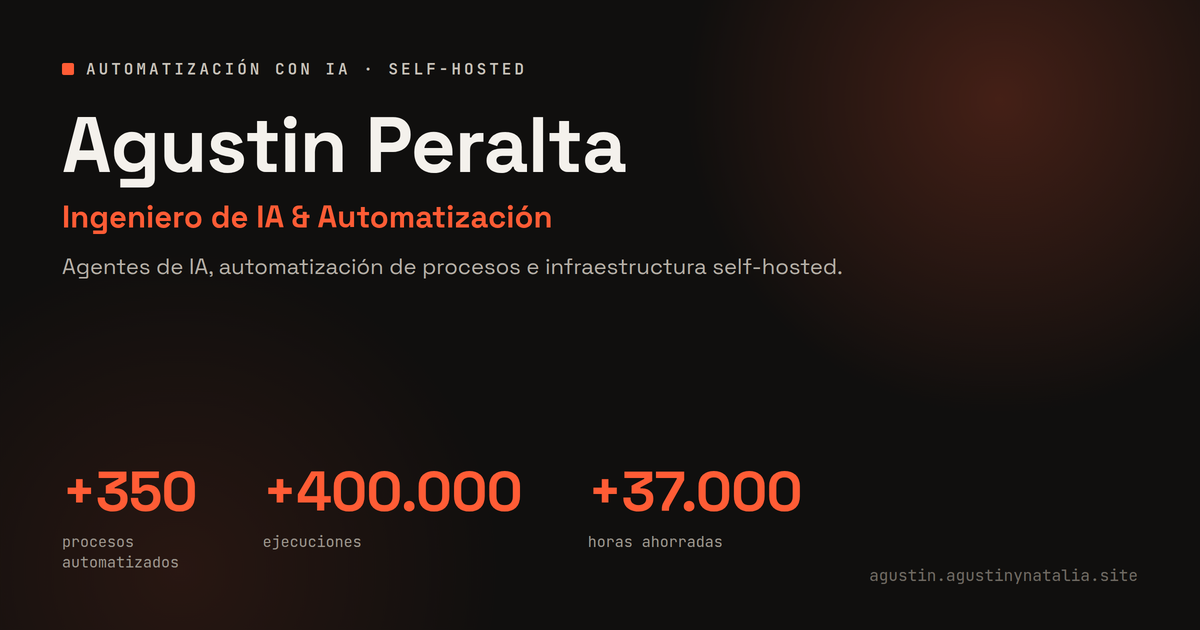 AUTOMATIZACIÓN CON IA · SELF-HOSTED
Agustin Peralta
Ingeniero de IA & Automatización
Agentes de IA, automatización de procesos e infraestructura self-hosted.
+350
procesos
automatizados
+400.000
ejecuciones
+37.000
horas ahorradas
agustin.agustinynatalia.site